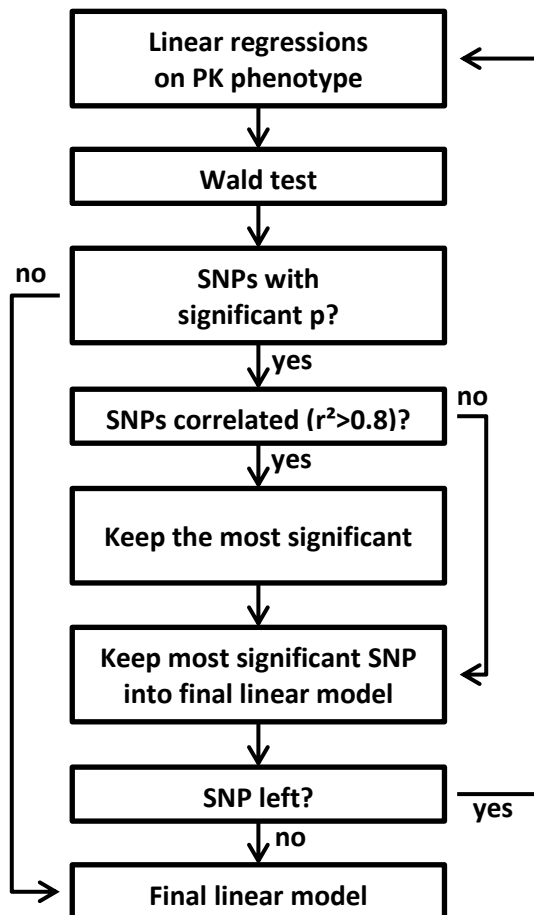 Linear regressions
on PK phenotype
Wald test
no
SNPs with
significant p?
yes
no
SNPs correlated (r²>0.8)?
yes
Keep the most significant
Keep most significant SNP
into final linear model
SNP left?
yes
no
Final linear model